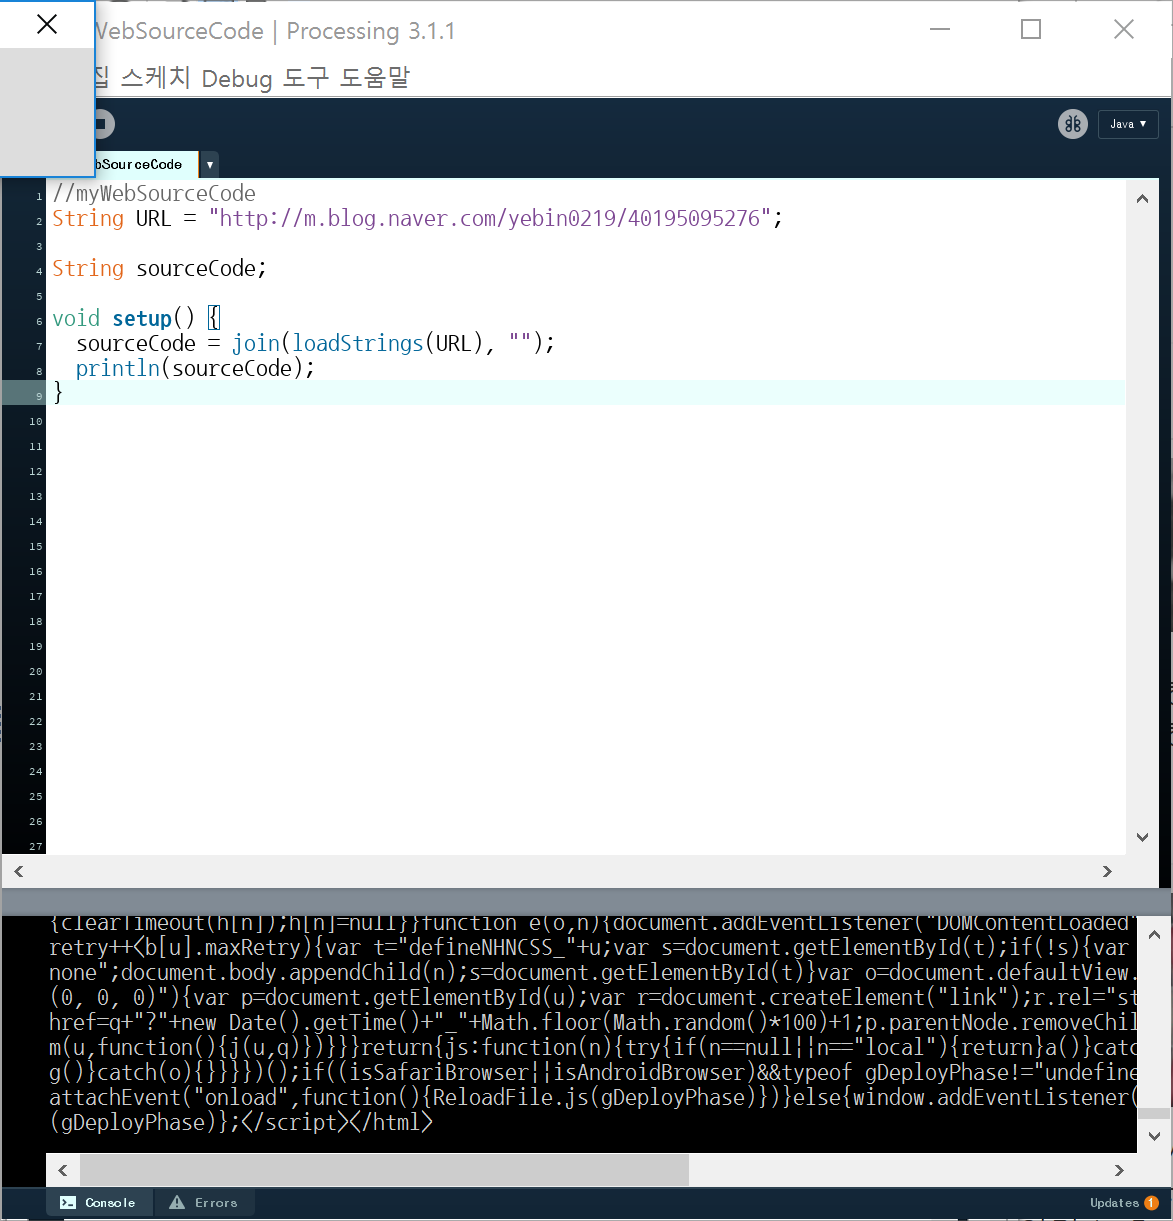 WebSourceCode | Processing 3.1.1
집 스케치 Debug 도구 도움말
Java ▼
bSourceCode ▼
1 //myWebSourceCode
2 String URL = "http://m.blog.naver.com/yebin0219/40195095276";
3
4 String sourceCode;
5
6 void setup() {
7 sourceCode = join(loadStrings(URL), "");
8 println(sourceCode);
9 }
10
11
12
13
14
15
16
17
18
19
20
21
22
23
24
25
26
27
{clearTimeout(h[n]);h[n]=null}}function e(o,n){document.addEventListener("DOMContentLoaded"
retry++<b[u].maxRetry){var t="defineNHNCSS_"+u;var s=document.getElementById(t);if(!s){var
none";document.body.appendChild(n);s=document.getElementById(t)}var o=document.defaultView.
(0, 0, 0)"){var p=document.getElementById(u);var r=document.createElement("link");r.rel="st
href=q+"?"+new Date().getTime()+"_"+Math.floor(Math.random()*100)+1;p.parentNode.removeChil
m(u,function(){j(u,q)})}}}return{js:function(n){try{if(n==null||n=="local"){return}a()}catc
g()}catch(o){}}}})();if((isSafariBrowser||isAndroidBrowser)&&typeof gDeployPhase!="undefine
attachEvent("onload",function(){ReloadFile.js(gDeployPhase)})}else{window.addEventListener(
(gDeployPhase)};</script></html>
Console Errors Updates 1